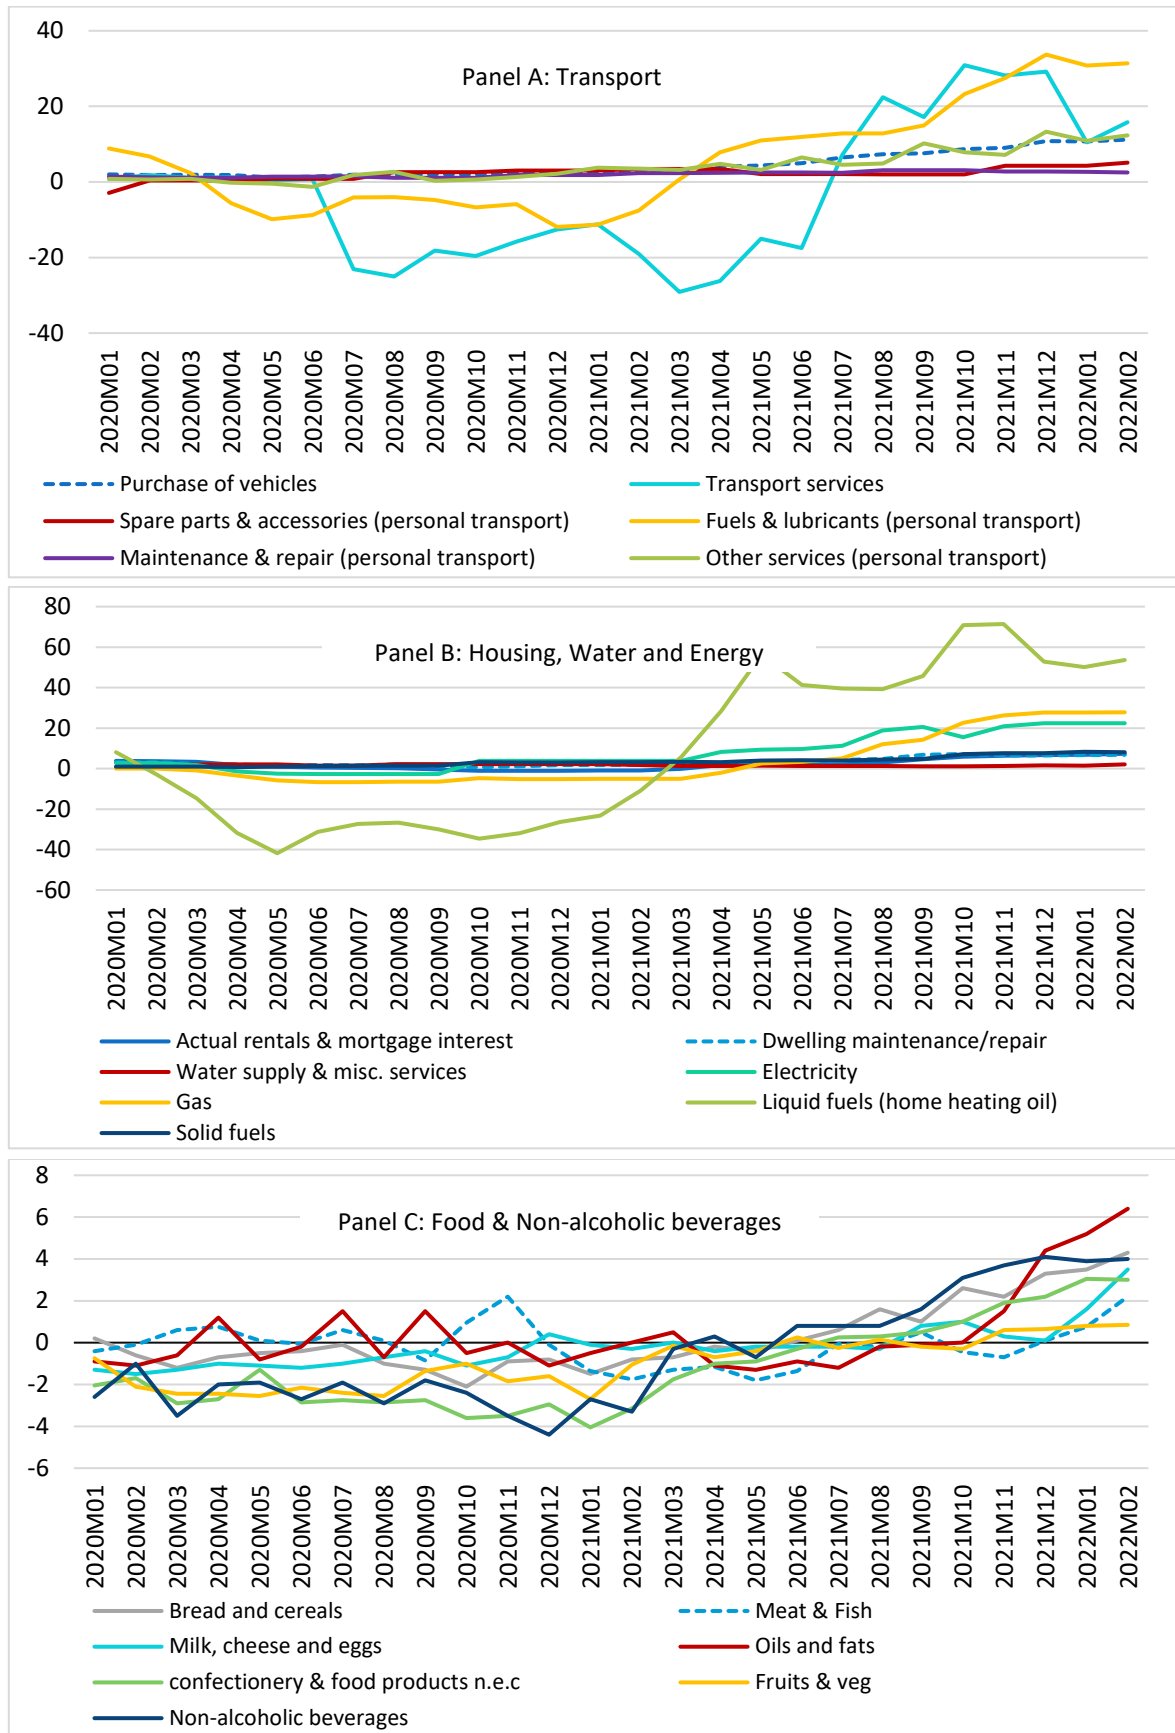 40
Panel A: Transport
20
0
-20
-40
2020M01
2020M02
2020M03
2020M04
2020M05
2020M06
2020M07
2020M08
2020M09
2020M10
2020M11
2020M12
2021M01
2021M02
2021M03
2021M04
2021M05
2021M06
2021M07
2021M08
2021M09
2021M10
2021M11
2021M12
2022M01
2022M02
Purchase of vehicles
Transport services
Spare parts & accessories (personal transport)
Fuels & lubricants (personal transport)
Maintenance & repair (personal transport)
Other services (personal transport)
80
60
Panel B: Housing, Water and Energy
40
20
0
-20
-40
-60
2020M01
2020M02
2020M03
2020M04
2020M05
2020M06
2020M07
2020M08
2020M09
2020M10
2020M11
2020M12
2021M01
2021M02
2021M03
2021M04
2021M05
2021M06
2021M07
2021M08
2021M09
2021M10
2021M11
2021M12
2022M01
2022M02
Actual rentals & mortgage interest
Dwelling maintenance/repair
Water supply & misc. services
Electricity
Gas
Liquid fuels (home heating oil)
Solid fuels
8
6
Panel C: Food & Non-alcoholic beverages
4
2
0
-2
-4
-6
2020M01
2020M02
2020M03
2020M04
2020M05
2020M06
2020M07
2020M08
2020M09
2020M10
2020M11
2020M12
2021M01
2021M02
2021M03
2021M04
2021M05
2021M06
2021M07
2021M08
2021M09
2021M10
2021M11
2021M12
2022M01
2022M02
Bread and cereals
Meat & Fish
Milk, cheese and eggs
Oils and fats
confectionery & food products n.e.c
Fruits & veg
Non-alcoholic beverages